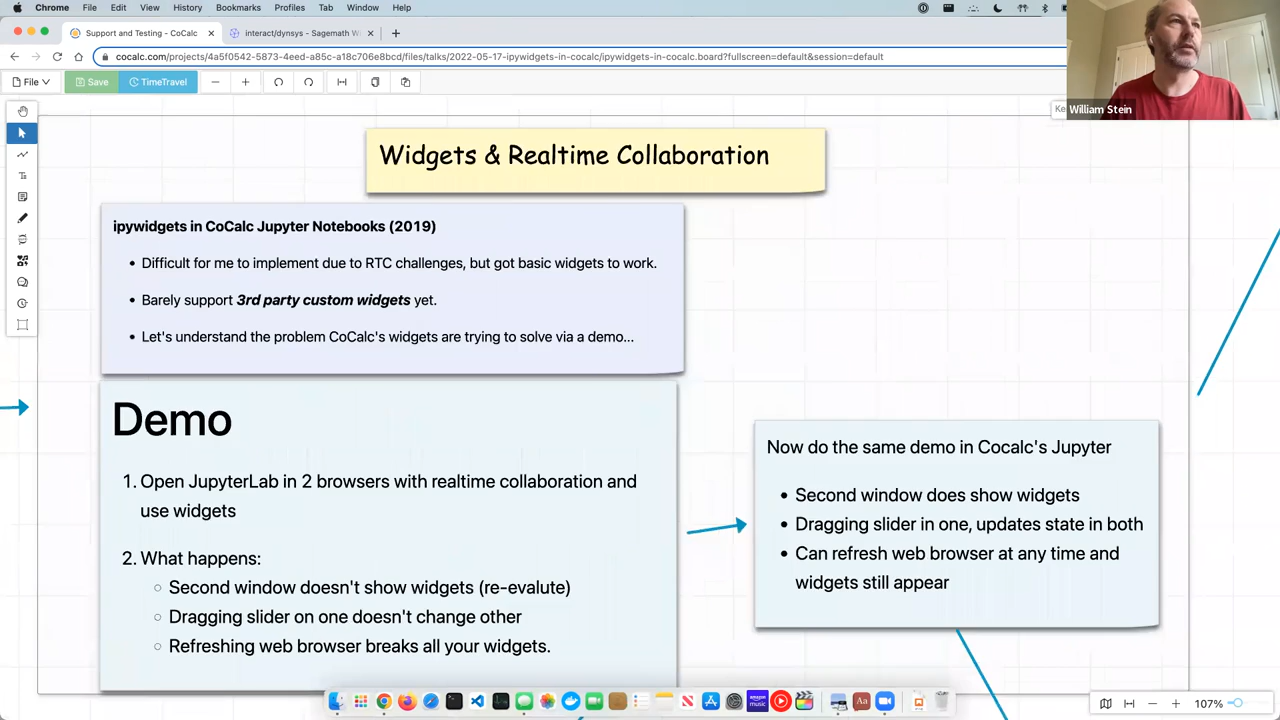 Chrome File Edit View History Bookmarks Profiles Tab Window Help
Support and Testing - CoCalc
interact/dynsys - Sagemath W
cocalc.com/projects/4a5f0542-5873-4eed-a85c-a18c706e8bcd/files/talks/2022-05-17-ipywidgets-in-cocalc/ipywidgets-in-cocalc.board?fullscreen=default&session=default
File Save TimeTravel
Ke
William Stein
Widgets & Realtime Collaboration
ipywidgets in CoCalc Jupyter Notebooks (2019)
• Difficult for me to implement due to RTC challenges, but got basic widgets to work.
• Barely support 3rd party custom widgets yet.
• Let's understand the problem CoCalc's widgets are trying to solve via a demo...
Demo
1. Open JupyterLab in 2 browsers with realtime collaboration and
use widgets
2. What happens:
○ Second window doesn't show widgets (re-evalute)
○ Dragging slider on one doesn't change other
○ Refreshing web browser breaks all your widgets.
Now do the same demo in Cocalc's Jupyter
• Second window does show widgets
• Dragging slider in one, updates state in both
• Can refresh web browser at any time and
widgets still appear
107%